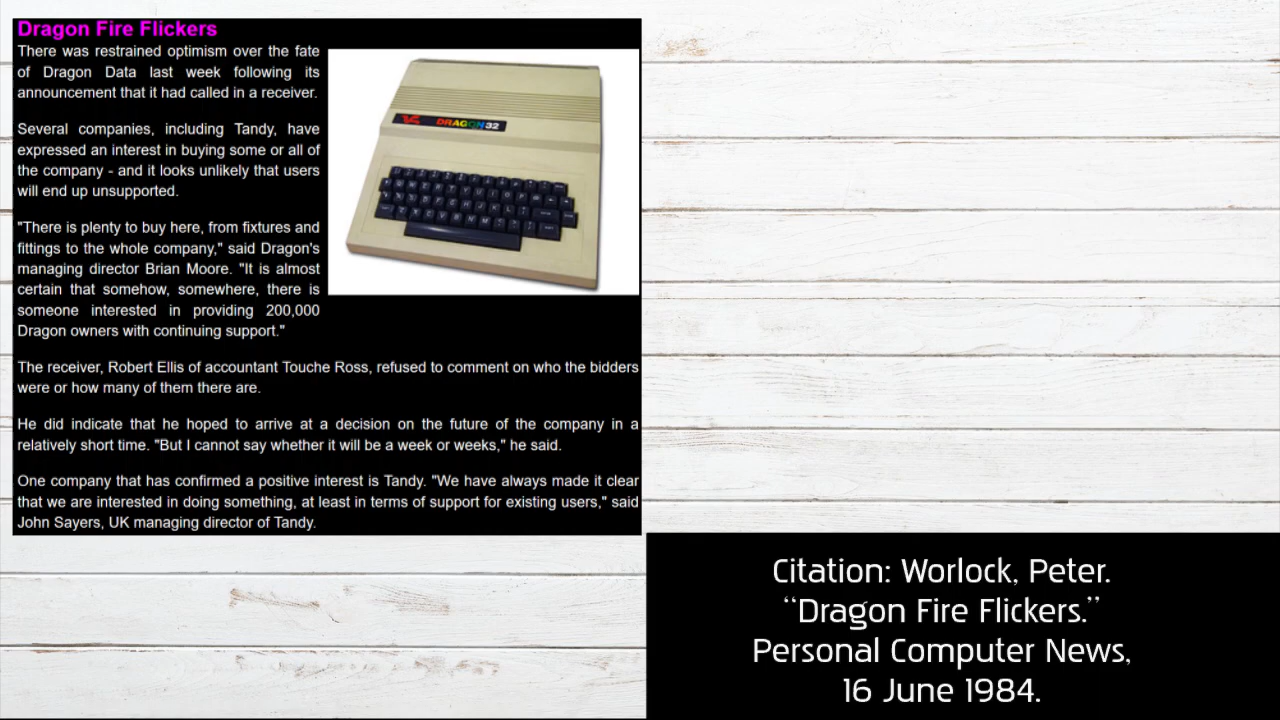 Dragon Fire Flickers
There was restrained optimism over the fate
of Dragon Data last week following its
announcement that it had called in a receiver.
Several companies, including Tandy, have
expressed an interest in buying some or all of
the company - and it looks unlikely that users
will end up unsupported.
"There is plenty to buy here, from fixtures and
fittings to the whole company," said Dragon's
managing director Brian Moore. "It is almost
certain that somehow, somewhere, there is
someone interested in providing 200,000
Dragon owners with continuing support."
DRAGON 32
The receiver, Robert Ellis of accountant Touche Ross, refused to comment on who the bidders
were or how many of them there are.
He did indicate that he hoped to arrive at a decision on the future of the company in a
relatively short time. "But I cannot say whether it will be a week or weeks," he said.
One company that has confirmed a positive interest is Tandy. "We have always made it clear
that we are interested in doing something, at least in terms of support for existing users," said
John Sayers, UK managing director of Tandy.
Citation: Worlock, Peter.
“Dragon Fire Flickers.”
Personal Computer News,
16 June 1984.